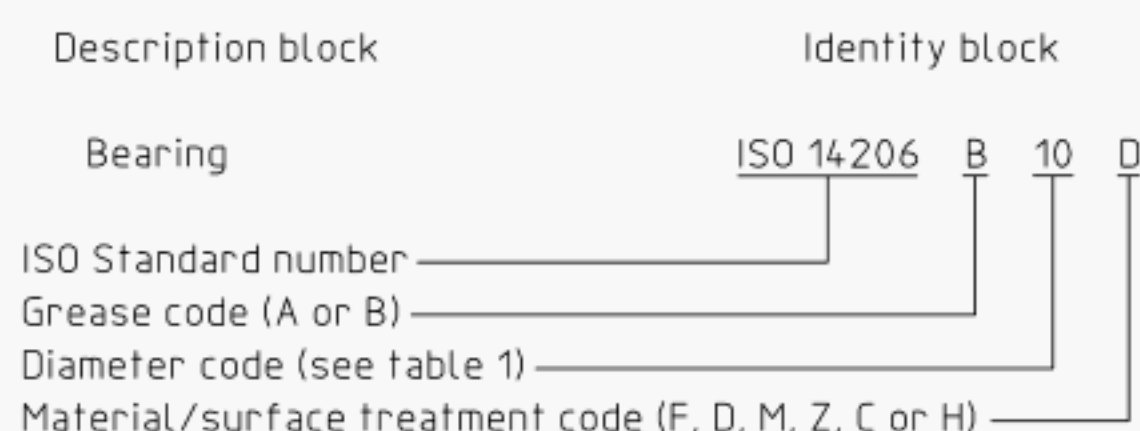 Description block Identity block
Bearing ISO 14206 B 10 D
ISO Standard number
Grease code (A or B)
Diameter code (see table 1)
Material/surface treatment code (F, D, M, Z, C or H)